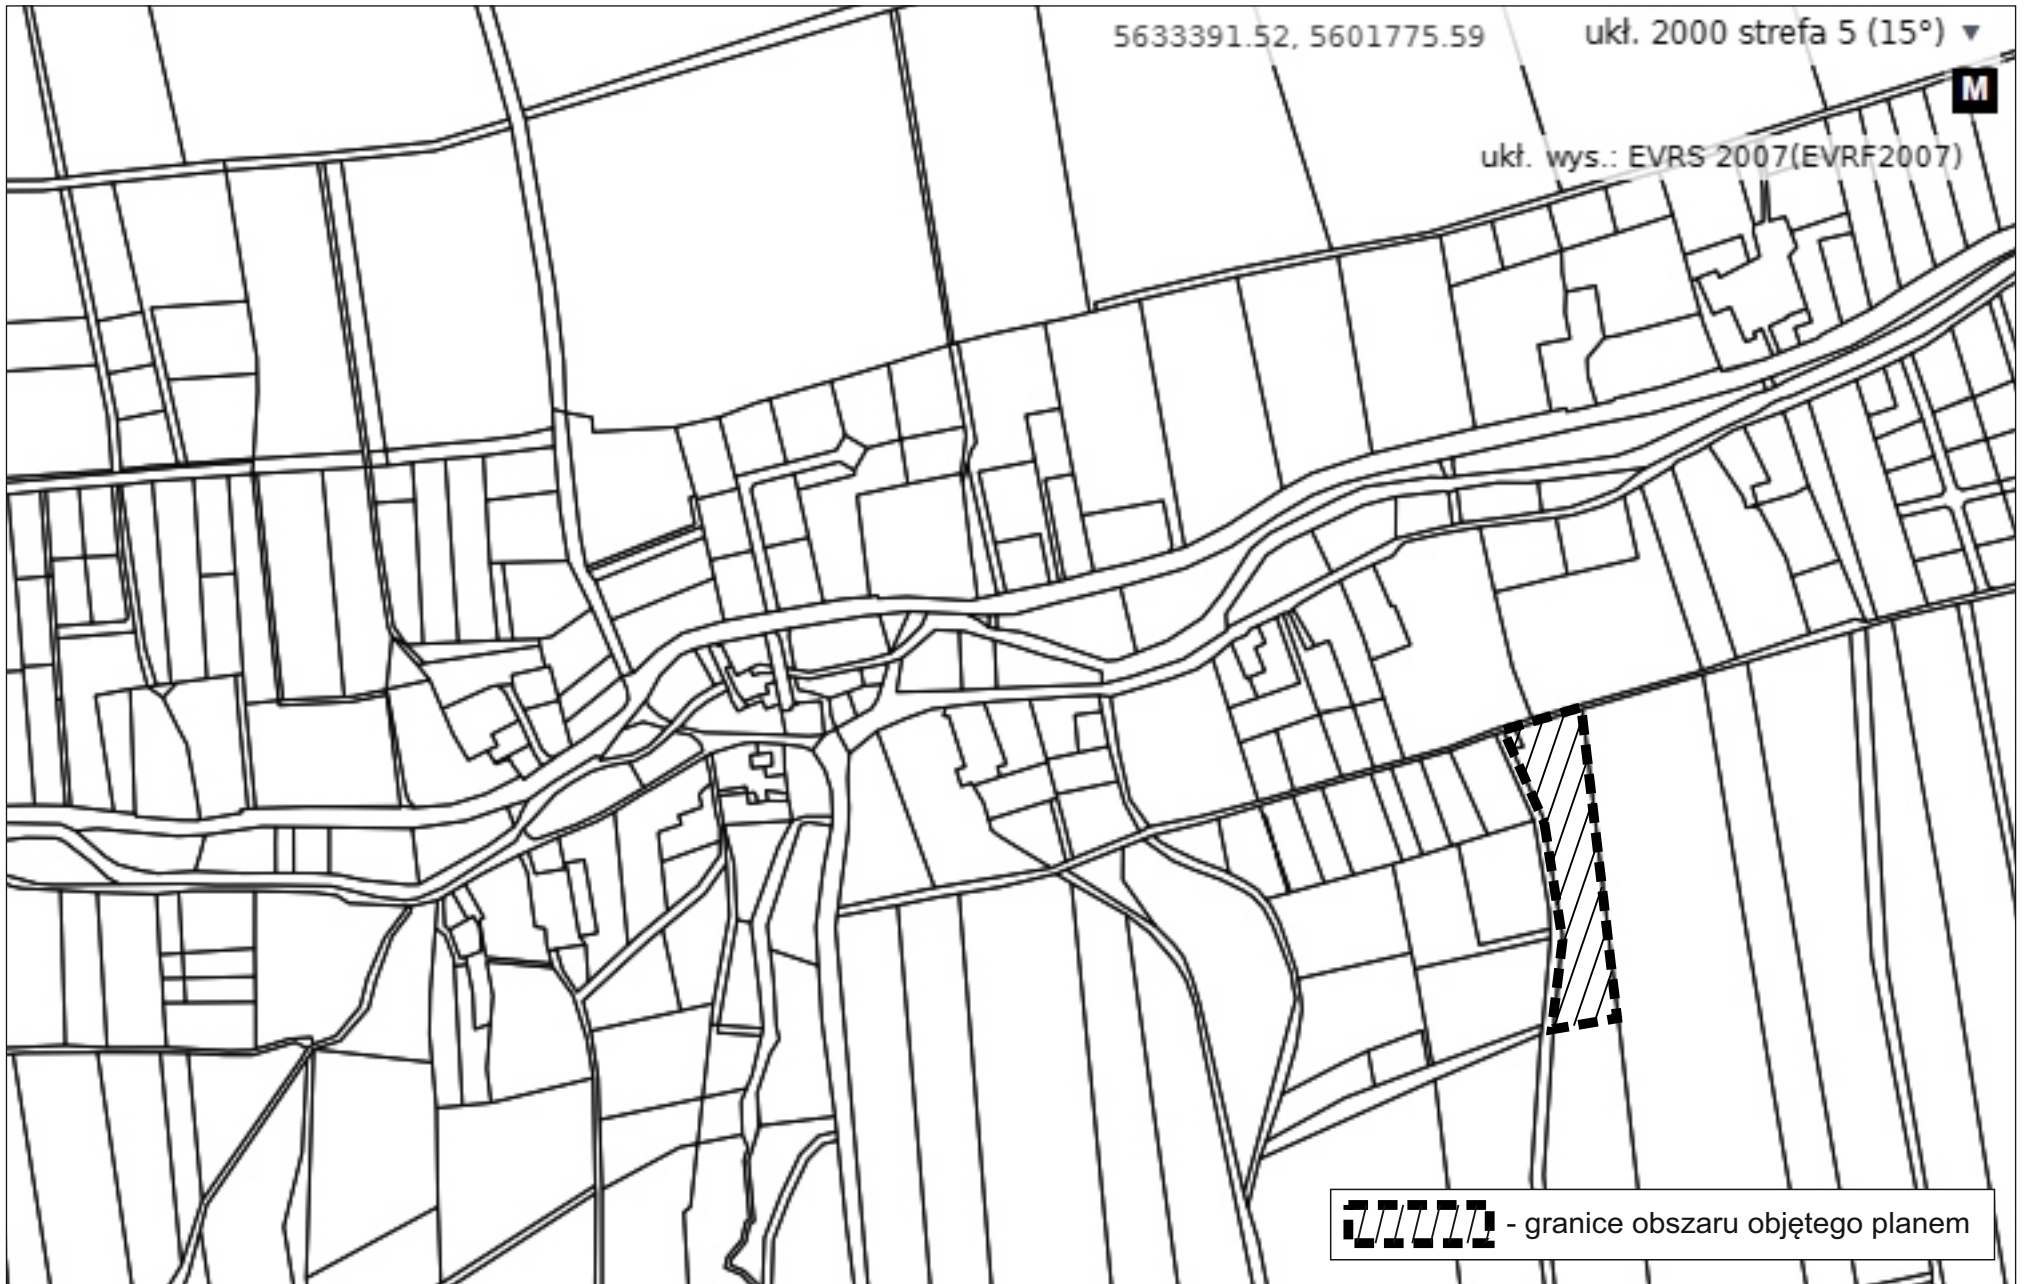 5633391.52, 5601775.59
ukł. 2000 strefa 5 (15°) ▼
M
ukł. wys.: EVRS 2007(EVRF2007)
- granice obszaru objętego planem